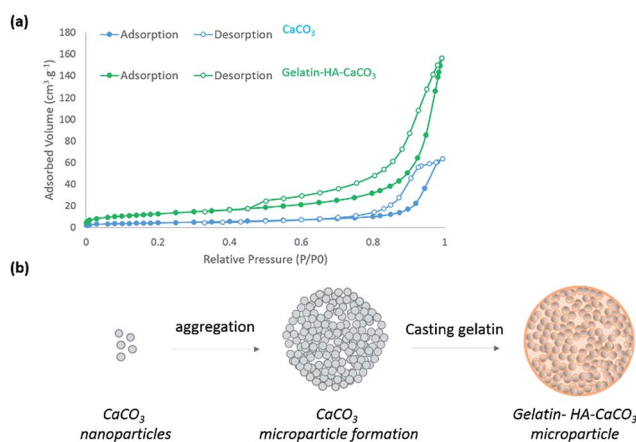 (a)
Adsorption Desorption CaCO₃
Adsorption Desorption Gelatin-HA-CaCO₃
Adsorbed Volume (cm³.g⁻¹)
180
160
140
120
100
80
60
40
20
0
0 0.2 0.4 0.6 0.8 1
Relative Pressure (P/P0)
(b)
aggregation
Casting gelatin
CaCO₃
nanoparticles
CaCO₃
microparticle formation
Gelatin- HA-CaCO₃
microparticle